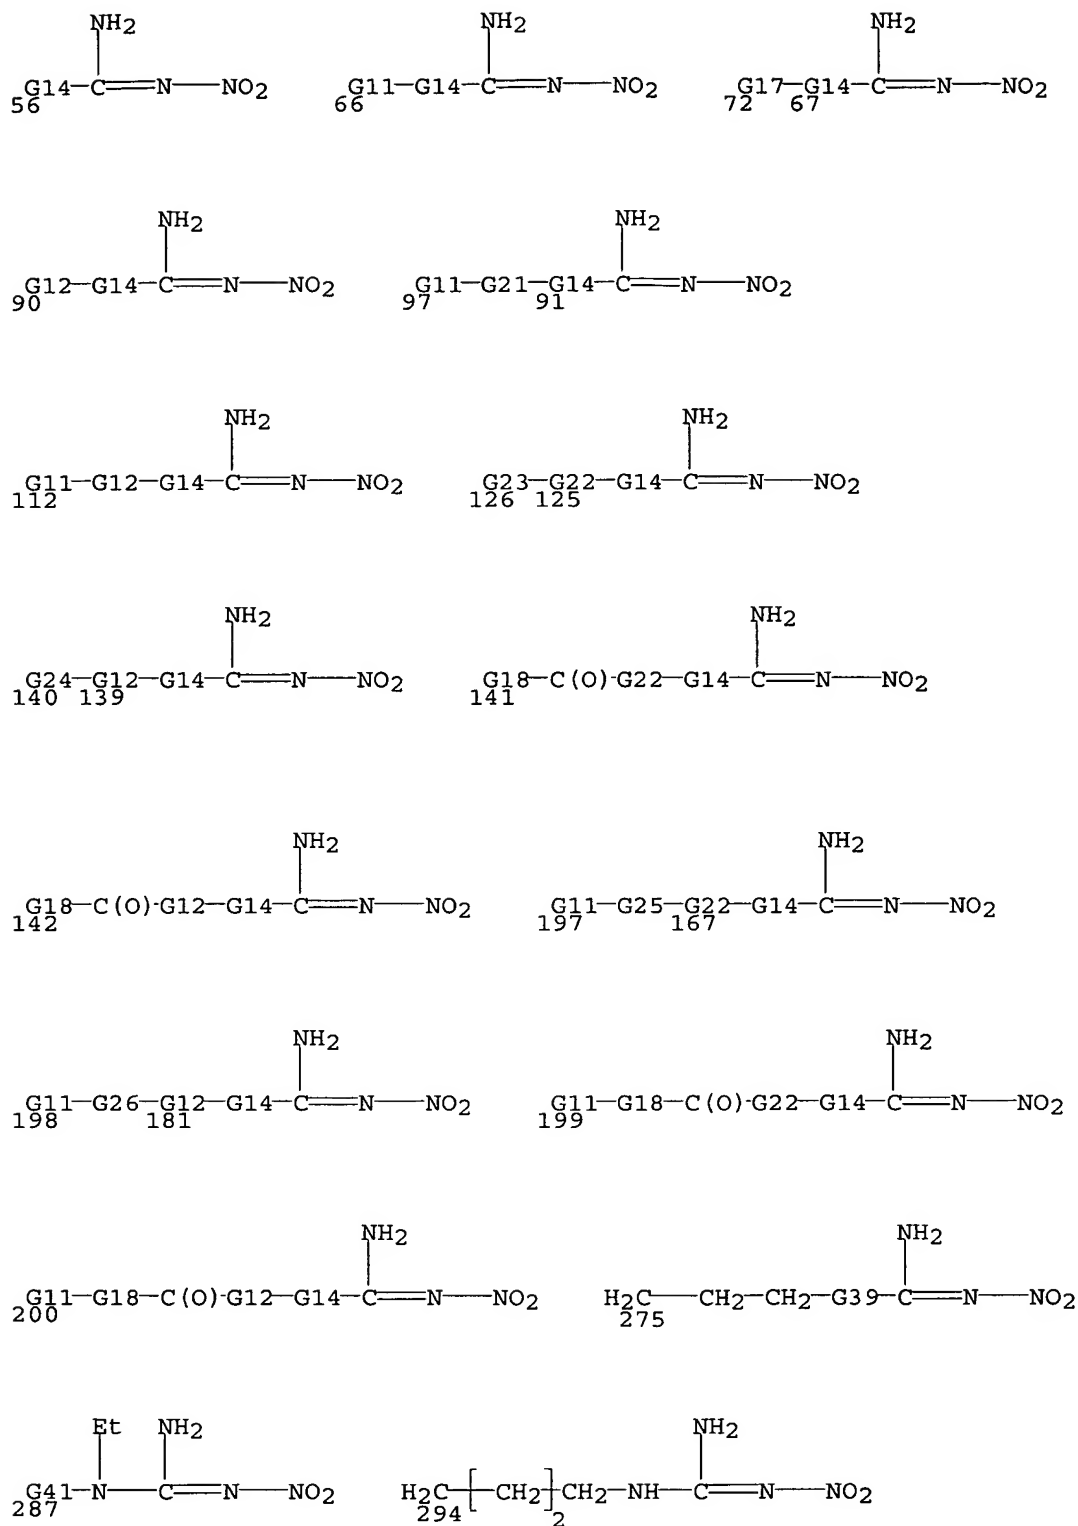 NH2 NH2 NH2
G14 C N NO2 G11 G14 C N NO2 G17 G14 C N NO2
56 66 72 67
NH2 NH2
G12 G14 C N NO2 G11 G21 G14 C N NO2
90 97 91
NH2 NH2
G11 G12 G14 C N NO2 G23 G22 G14 C N NO2
112 126 125
NH2 NH2
G24 G12 G14 C N NO2 G18 C(O) G22 G14 C N NO2
140 139 141
NH2 NH2
G18 C(O) G12 G14 C N NO2 G11 G25 G22 G14 C N NO2
142 197 167
NH2 NH2
G11 G26 G12 G14 C N NO2 G11 G18 C(O) G22 G14 C N NO2
198 181 199
NH2 NH2
G11 G18 C(O) G12 G14 C N NO2 H2C CH2 CH2 G39 C N NO2
200 275
Et NH2 NH2
G41 N C N NO2 H2C [CH2]2 CH2 NH C N NO2
287 294